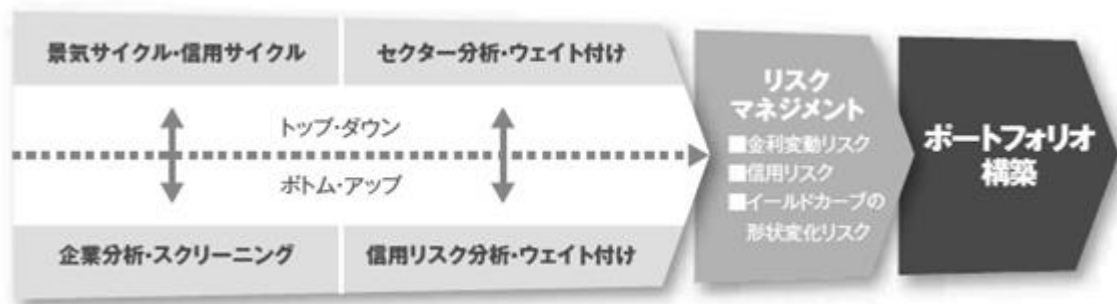 景気サイクル・信用サイクル
セクター分析・ウェイト付け
トップ・ダウン
ボトム・アップ
企業分析・スクリーニング
信用リスク分析・ウェイト付け
リスク
マネジメント
■金利変動リスク
■信用リスク
■イールドカーブの
形状変化リスク
ポートフォリオ
構築